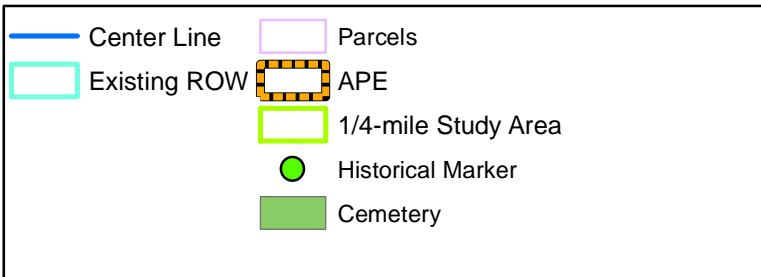 Center Line
Parcels
Existing ROW
APE
1/4-mile Study Area
Historical Marker
Cemetery